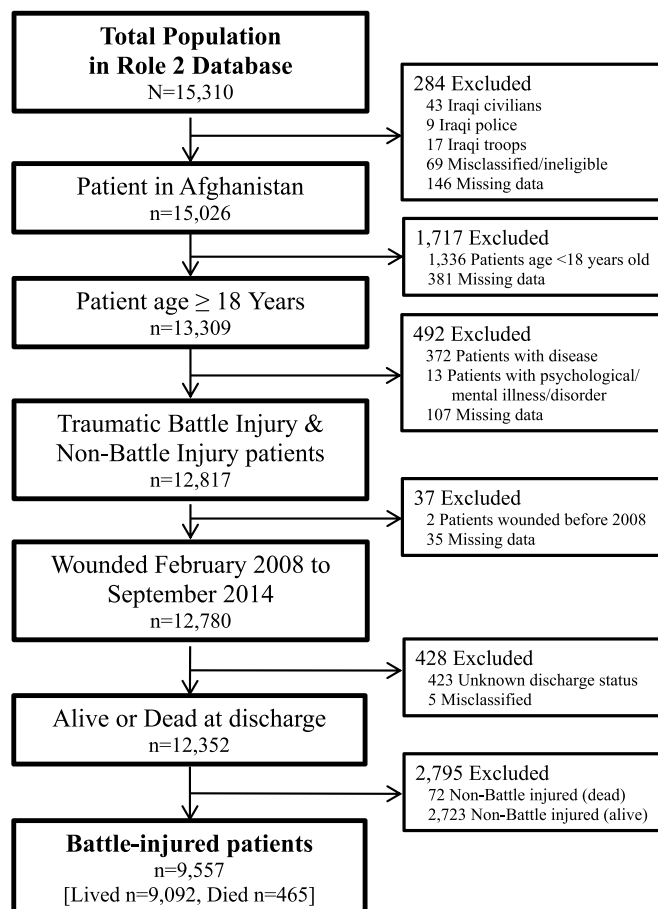 Total Population
in Role 2 Database
N=15,310
284 Excluded
43 Iraqi civilians
9 Iraqi police
17 Iraqi troops
69 Misclassified/ineligible
146 Missing data
Patient in Afghanistan
n=15,026
1,717 Excluded
1,336 Patients age <18 years old
381 Missing data
Patient age ≥ 18 Years
n=13,309
492 Excluded
372 Patients with disease
13 Patients with psychological/
mental illness/disorder
107 Missing data
Traumatic Battle Injury &
Non-Battle Injury patients
n=12,817
37 Excluded
2 Patients wounded before 2008
35 Missing data
Wounded February 2008 to
September 2014
n=12,780
428 Excluded
423 Unknown discharge status
5 Misclassified
Alive or Dead at discharge
n=12,352
2,795 Excluded
72 Non-Battle injured (dead)
2,723 Non-Battle injured (alive)
Battle-injured patients
n=9,557
[Lived n=9,092, Died n=465]